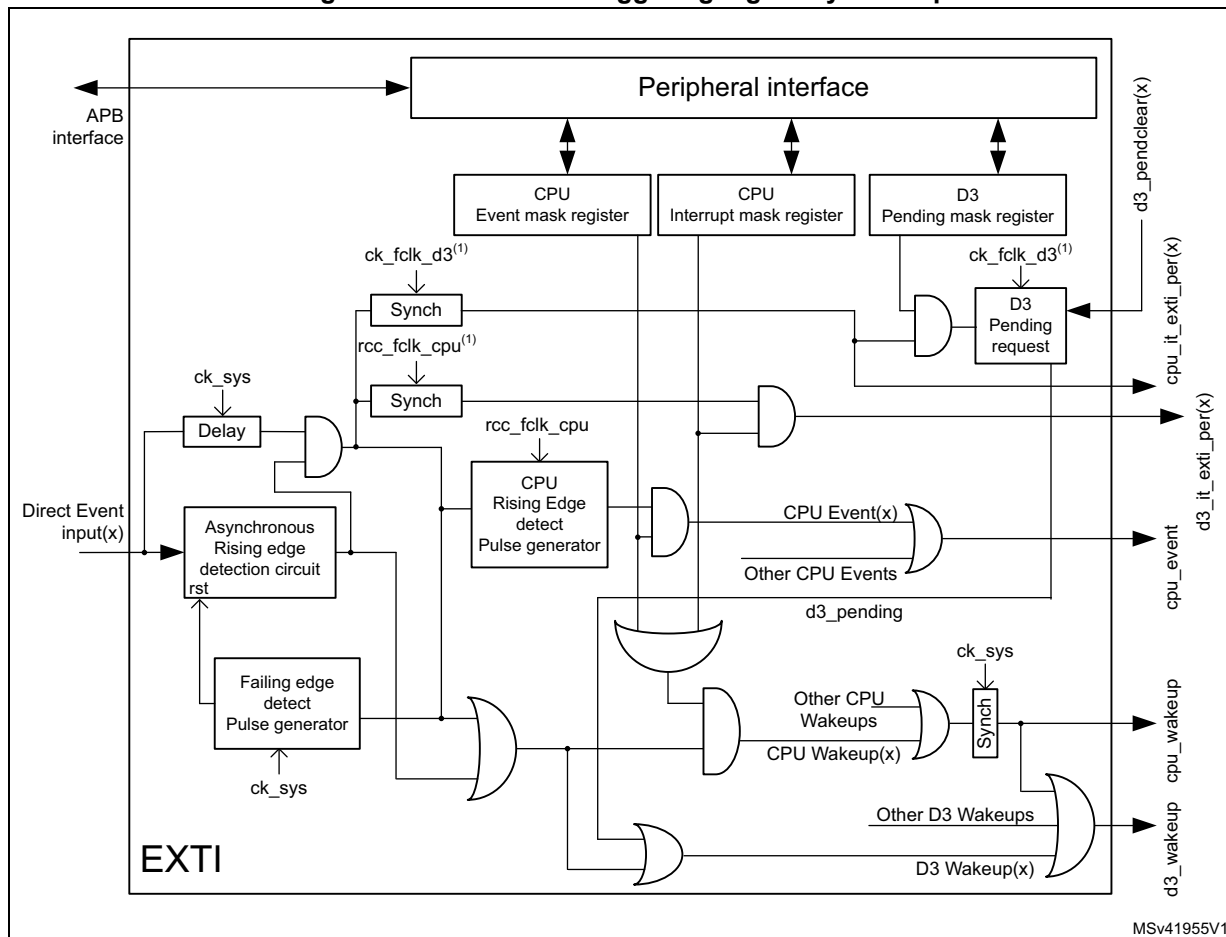 Peripheral interface
APB
interface
CPU
Event mask register
CPU
Interrupt mask register
D3
Pending mask register
d3_pendclear(x)
ck_fclk_d3(1)
Synch
ck_fclk_d3(1)
D3
Pending
request
cpu_it_exti_per(x)
rcc_fclk_cpu(1)
Synch
ck_sys
Delay
d3_it_exti_per(x)
rcc_fclk_cpu
CPU
Rising Edge
detect
Pulse generator
Direct Event
input(x)
Asynchronous
Rising edge
detection circuit
rst
CPU Event(x)
Other CPU Events
cpu_event
d3_pending
Failing edge
detect
Pulse generator
ck_sys
ck_sys
Synch
Other CPU
Wakeups
CPU Wakeup(x)
cpu_wakeup
Other D3 Wakeups
D3 Wakeup(x)
d3_wakeup
EXTI
MSv41955V1